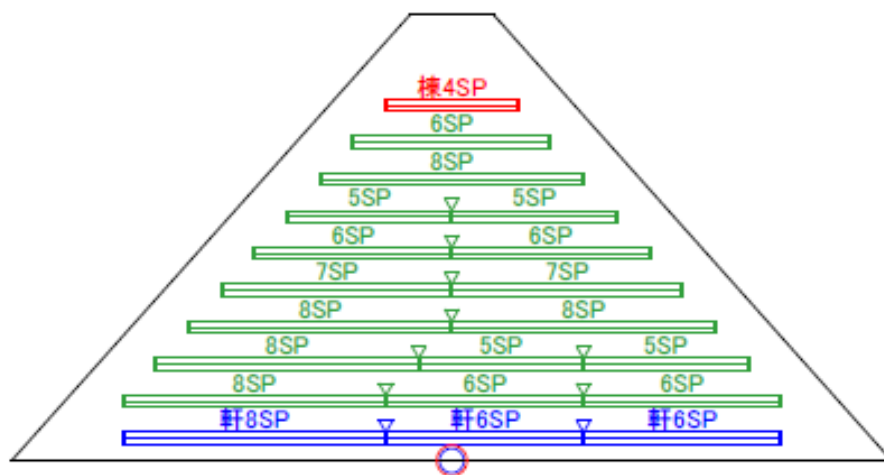 棟4SP
6SP
8SP
5SP 5SP
6SP 6SP
7SP 7SP
8SP 8SP
8SP 5SP 5SP
8SP 6SP 6SP
軒8SP 軒6SP 軒6SP